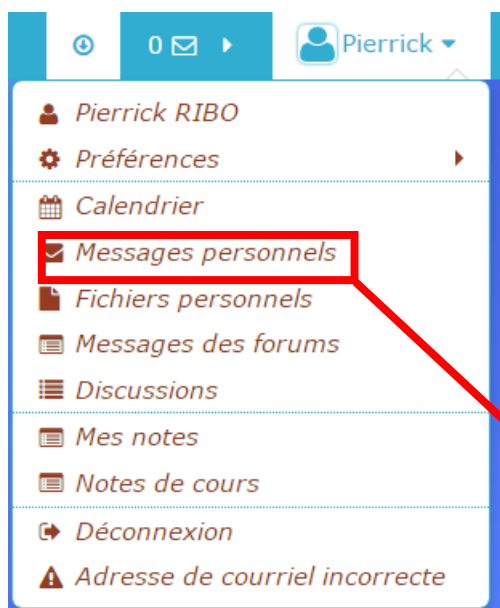 0
Pierrick
Pierrick RIBO
Préférences
Calendrier
Messages personnels
Fichiers personnels
Messages des forums
Discussions
Mes notes
Notes de cours
Déconnexion
Adresse de courriel incorrecte